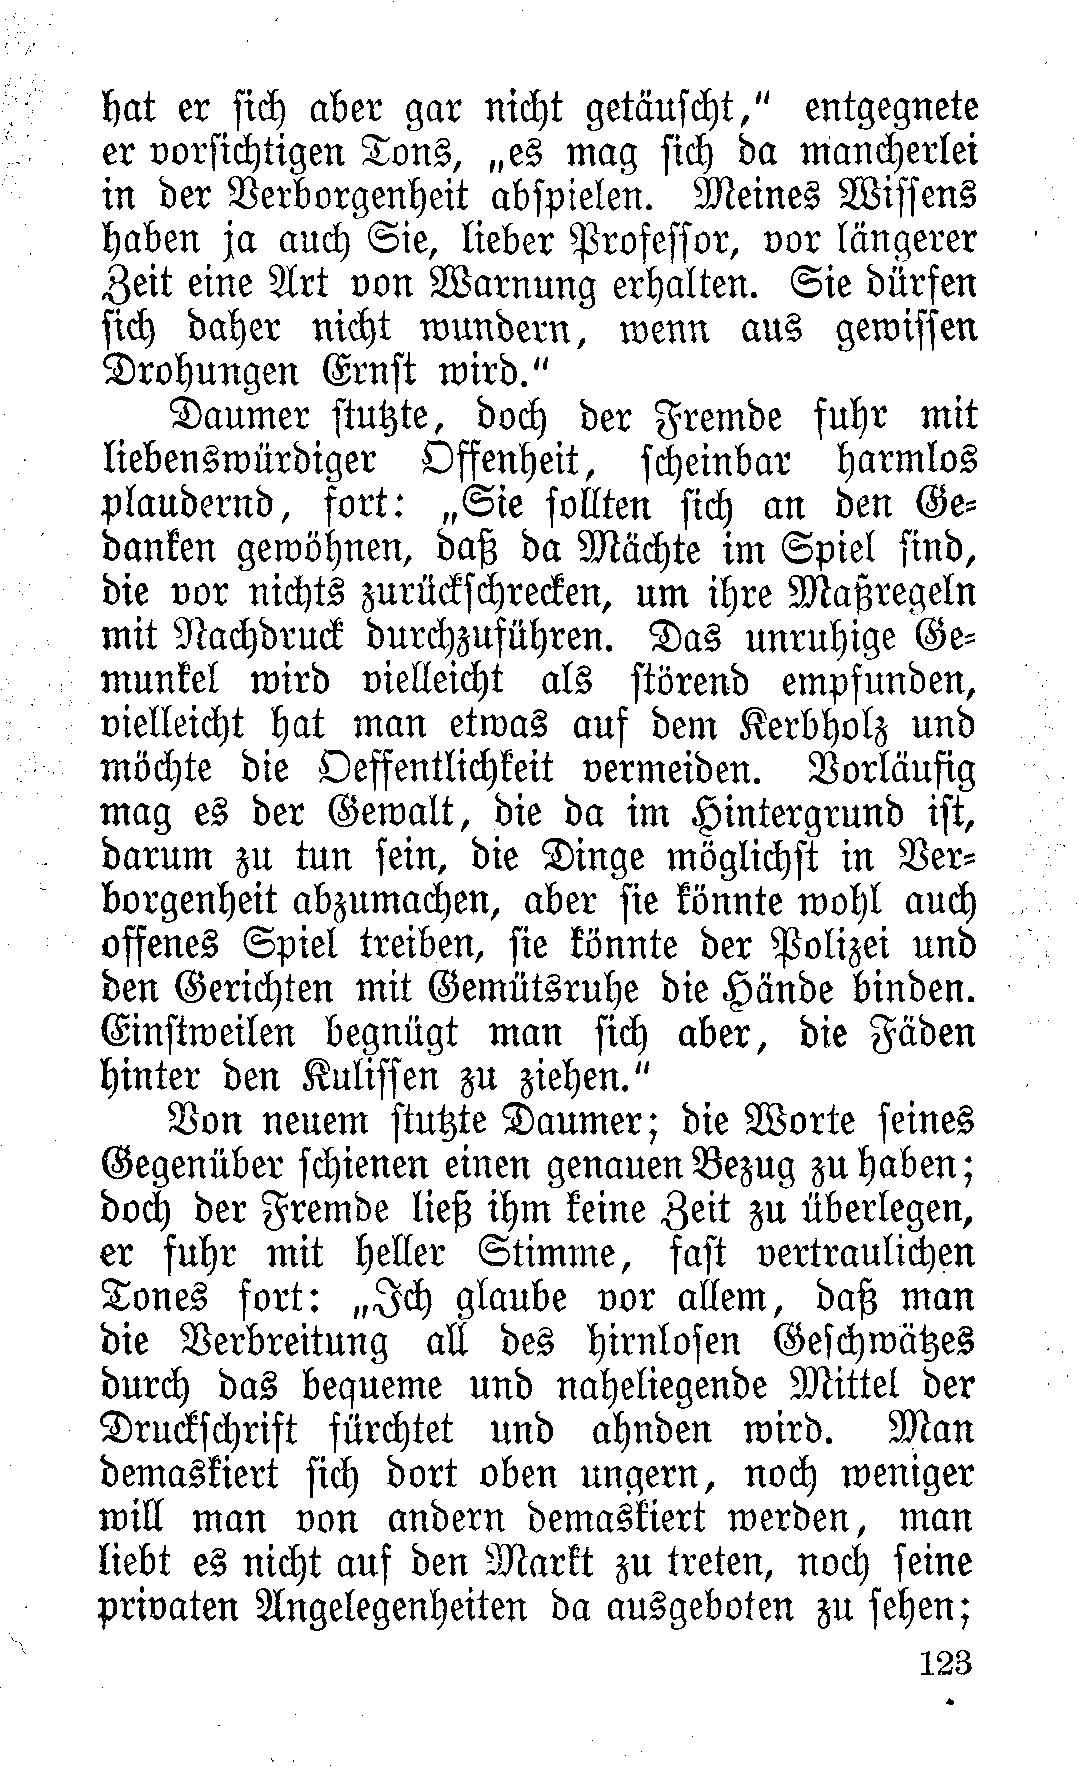 hat er sich aber gar nicht getäuscht,“ entgegnete
er vorsichtigen Tons, „es mag sich da mancherlei
in der Verborgenheit abspielen. Meines Wissens
haben ja auch Sie, lieber Professor, vor längerer
Zeit eine Art von Warnung erhalten. Sie dürfen
sich daher nicht wundern, wenn aus gewissen
Drohungen Ernst wird.“
Daumer stutzte, doch der Fremde fuhr mit
liebenswürdiger Offenheit, scheinbar harmlos
plaudernd, fort: „Sie sollten sich an den Ge-
danken gewöhnen, daß da Mächte im Spiel sind,
die vor nichts zurückschrecken, um ihre Maßregeln
mit Nachdruck durchzuführen. Das unruhige Ge-
munkel wird vielleicht als störend empfunden,
vielleicht hat man etwas auf dem Kerbholz und
möchte die Oeffentlichkeit vermeiden. Vorläufig
mag es der Gewalt, die da im Hintergrund ist,
darum zu tun sein, die Dinge möglichst in Ver-
borgenheit abzumachen, aber sie könnte wohl auch
offenes Spiel treiben, sie könnte der Polizei und
den Gerichten mit Gemütsruhe die Hände binden.
Einstweilen begnügt man sich aber, die Fäden
hinter den Kulissen zu ziehen.“
Von neuem stutzte Daumer; die Worte seines
Gegenüber schienen einen genauen Bezug zu haben;
doch der Fremde ließ ihm keine Zeit zu überlegen,
er fuhr mit heller Stimme, fast vertraulichen
Tones fort: „Ich glaube vor allem, daß man
die Verbreitung all des hirnlosen Geschwätzes
durch das bequeme und naheliegende Mittel der
Druckschrift fürchtet und ahnden wird. Man
demaskiert sich dort oben ungern, noch weniger
will man von andern demaskiert werden, man
liebt es nicht auf den Markt zu treten, noch seine
privaten Angelegenheiten da ausgeboten zu sehen;
123